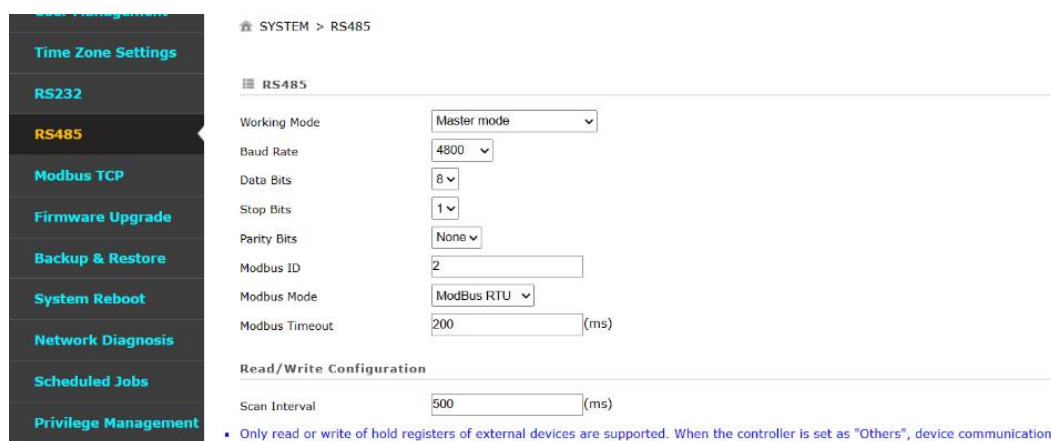 SYSTEM > RS485
Time Zone Settings
RS232
RS485
Modbus TCP
Firmware Upgrade
Backup & Restore
System Reboot
Network Diagnosis
Scheduled Jobs
Privilege Management
RS485
Working Mode Master mode
Baud Rate 4800
Data Bits 8
Stop Bits 1
Parity Bits None
Modbus ID 2
Modbus Mode ModBus RTU
Modbus Timeout 200 (ms)
Read/Write Configuration
Scan Interval 500 (ms)
Only read or write of hold registers of external devices are supported. When the controller is set as "Others", device communication